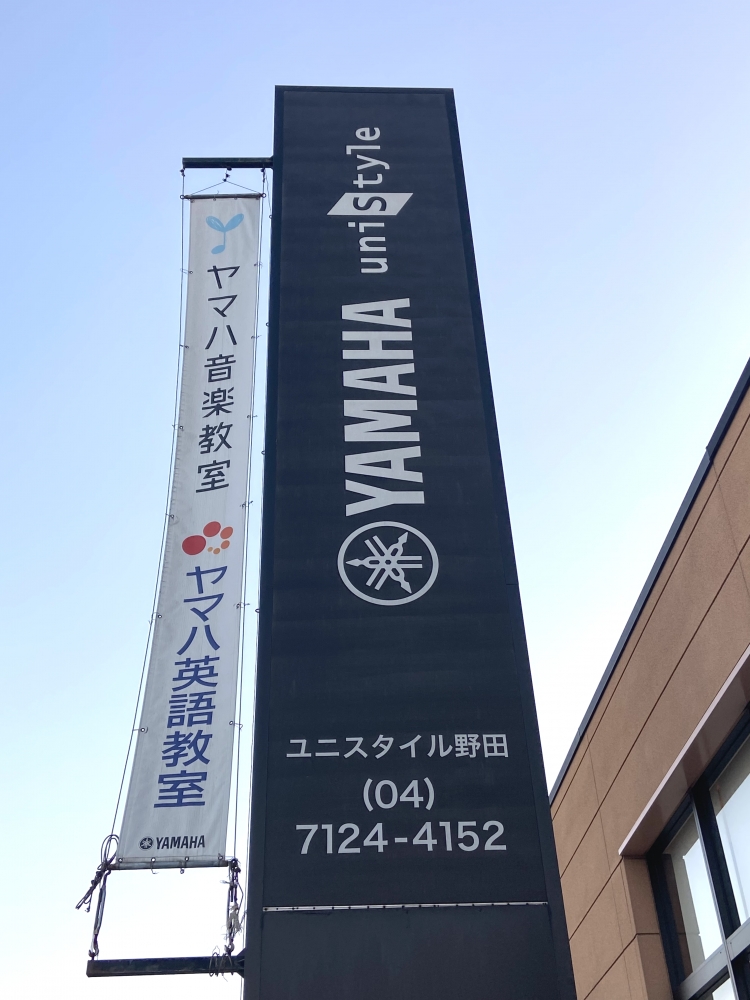 ヤマハ音楽教室
ヤマハ英語教室
YAMAHA
YAMAHA uniStyle
ユニスタイル野田
(04)
7124-4152